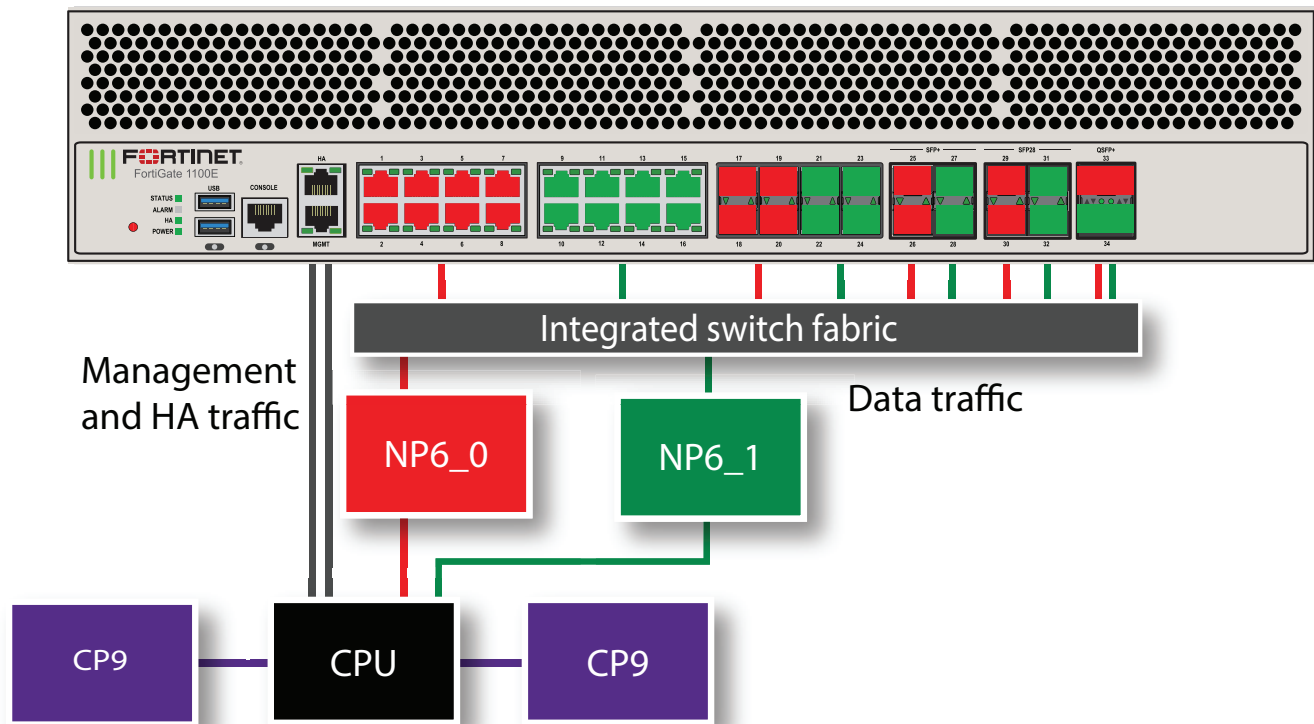 FORTINET
FortiGate 1100E
STATUS
ALARM
HA
POWER
USB
CONSOLE
HA
MGMT
1 3 5 7
2 4 6 8
9 11 13 15
10 12 14 16
17 19 21 23
18 20 22 24
SFP+
25 27
26 28
SFP28
29 31
30 32
QSFP+
33
34
Integrated switch fabric
Management
and HA traffic
Data traffic
NP6_0
NP6_1
CP9
CPU
CP9